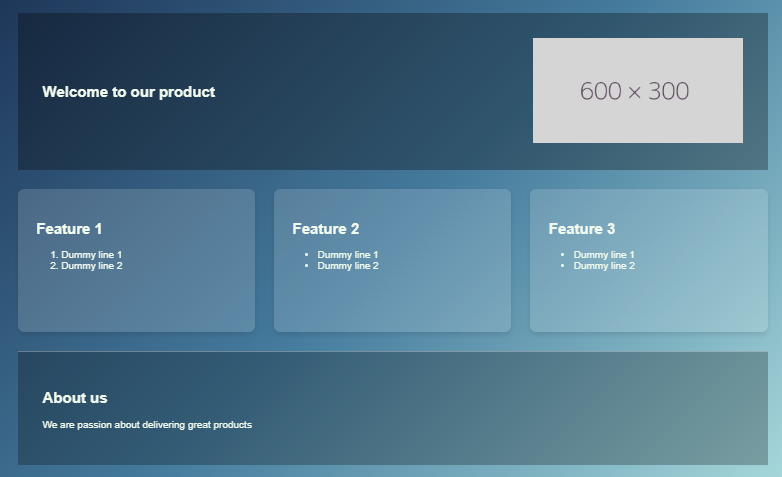 Welcome to our product
600 × 300
Feature 1
1. Dummy line 1
2. Dummy line 2
Feature 2
• Dummy line 1
• Dummy line 2
Feature 3
• Dummy line 1
• Dummy line 2
About us
We are passion about delivering great products